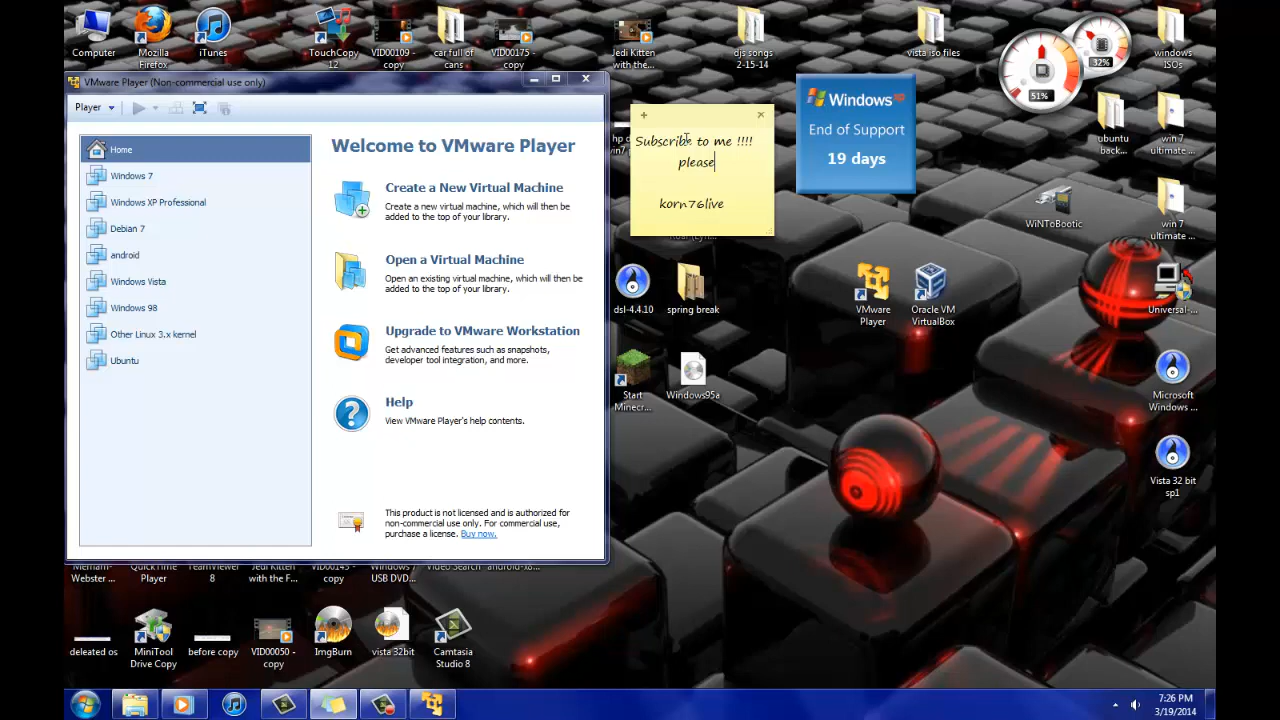 Computer
Mozilla
Firefox
iTunes
TouchCopy
12
VID00109 -
copy
car full of
cans
VID00175 -
copy
Jedi Kitten
with the...
djs songs
2-15-14
vista iso files
windows
ISOs
51%
32%
VMware Player (Non-commercial use only)
Player
Home
Windows 7
Windows XP Professional
Debian 7
android
Windows Vista
Windows 98
Other Linux 3.x kernel
Ubuntu
Welcome to VMware Player
Create a New Virtual Machine
Create a new virtual machine, which will then be
added to the top of your library.
Open a Virtual Machine
Open an existing virtual machine, which will then be
added to the top of your library.
Upgrade to VMware Workstation
Get advanced features such as snapshots,
developer tool integration, and more.
Help
View VMware Player's help contents.
This product is not licensed and is authorized for
non-commercial use only. For commercial use,
purchase a license. Buy now.
Subscribe to me !!!!
please
korn76live
Windows XP
End of Support
19 days
ubuntu
back...
win 7
ultimate ...
WiNToBootic
win 7
ultimate ...
dsl-4.4.10
spring break
VMware
Player
Oracle VM
VirtualBox
Universal-...
Start
Minecr...
Windows95a
Microsoft
Windows ...
Vista 32 bit
sp1
Merriam-
Webster ...
QuickTime
Player
TeamViewer
8
Jedi Kitten
with the F...
VID00145 -
copy
Windows 7
USB DVD...
Video Search
android-x8...
deleated os
MiniTool
Drive Copy
before copy
VID00050 -
copy
ImgBurn
vista 32bit
Camtasia
Studio 8
7:26 PM
3/19/2014